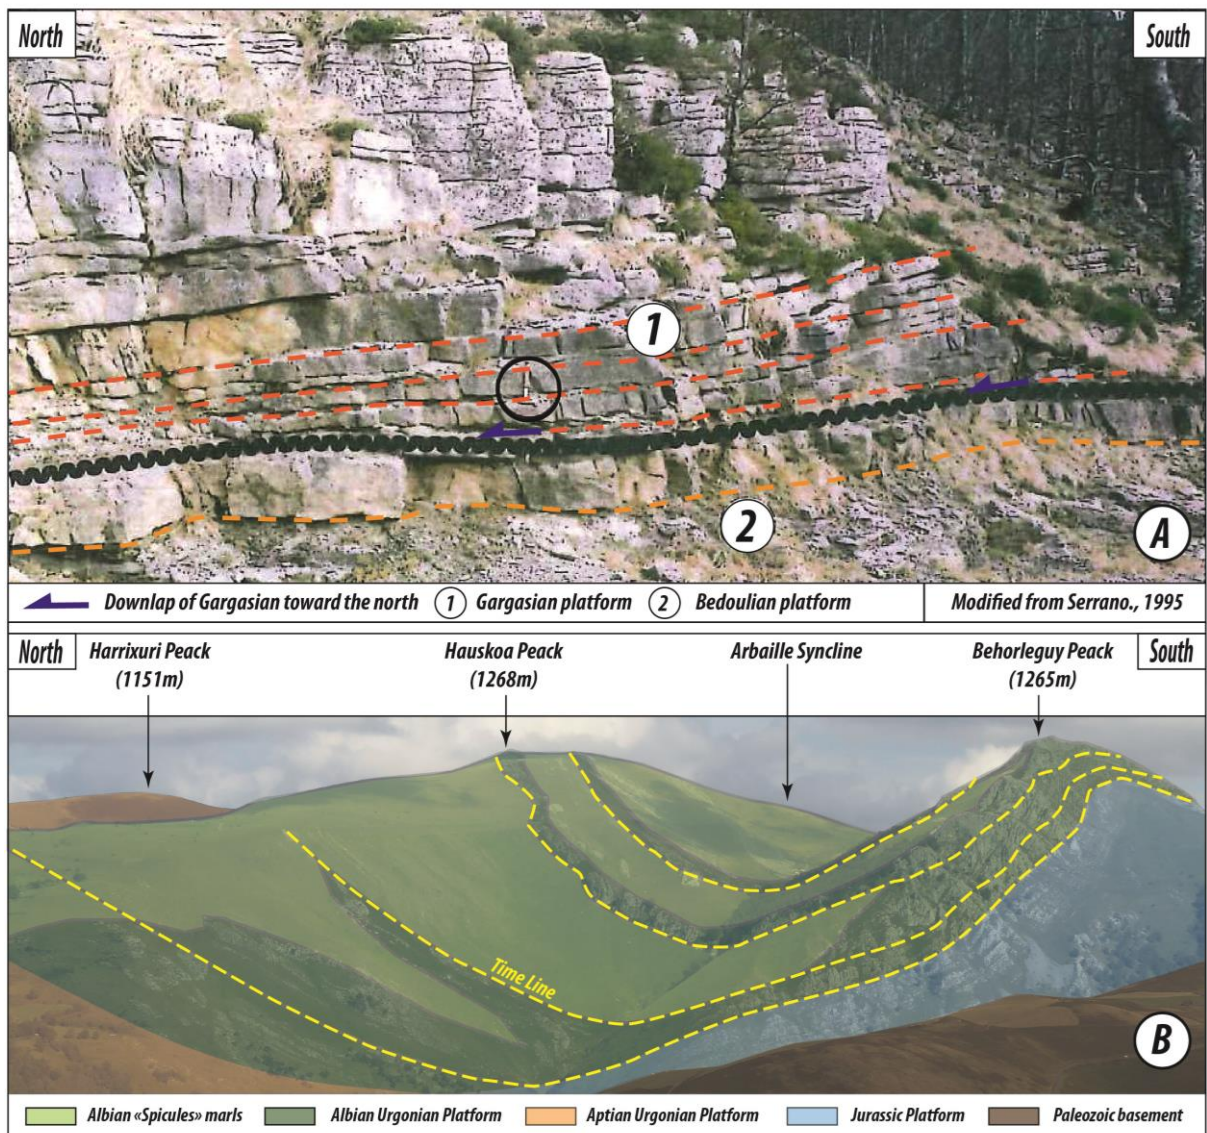 North
South
1
2
A
Downlap of Gargasian toward the north 1 Gargasian platform 2 Bedoulian platform Modified from Serrano., 1995
North Harrixuri Peack Hauskoa Peack Arbaille Syncline Behorleguy Peack South
(1151m) (1268m) (1265m)
Time Line
B
Albian «Spicules» marls Albian Urgonian Platform Aptian Urgonian Platform Jurassic Platform Paleozoic basement